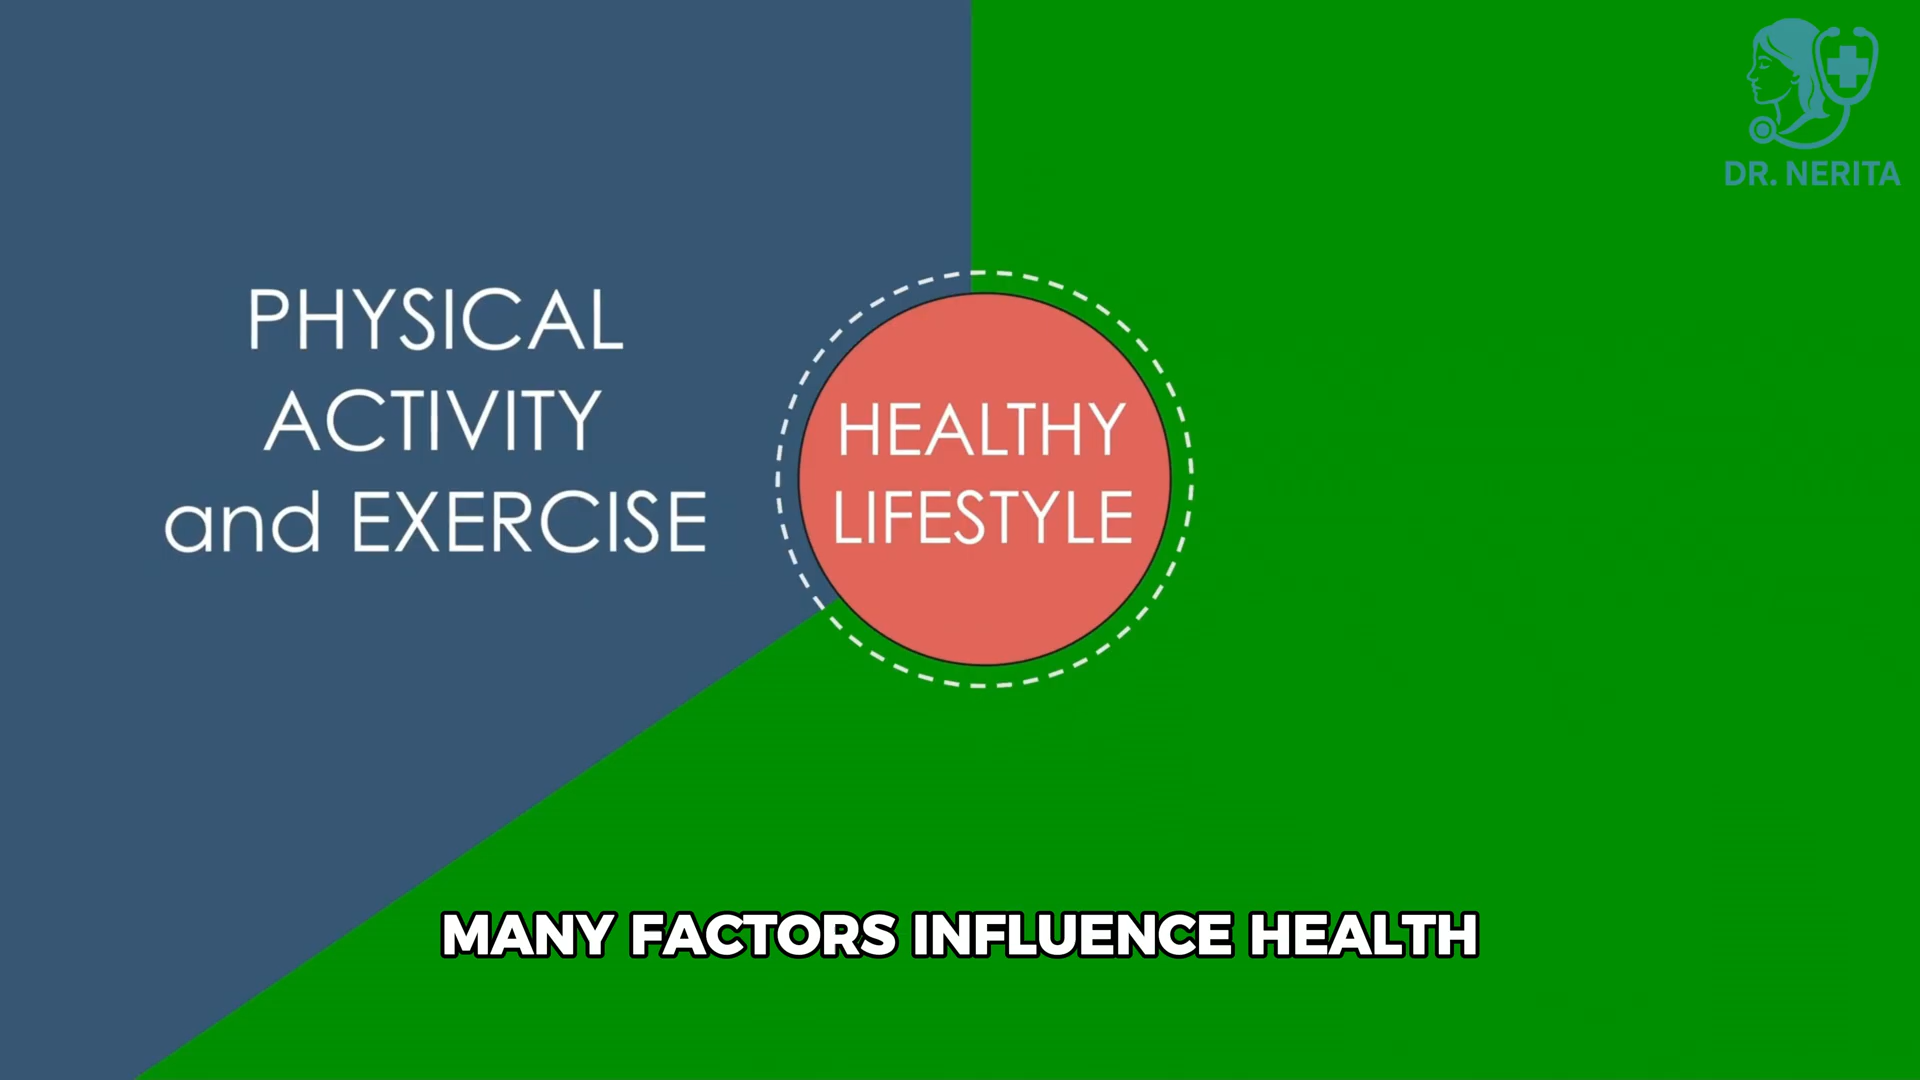 DR. NERITA
PHYSICAL
ACTIVITY
and EXERCISE
HEALTHY
LIFESTYLE
MANY FACTORS INFLUENCE HEALTH